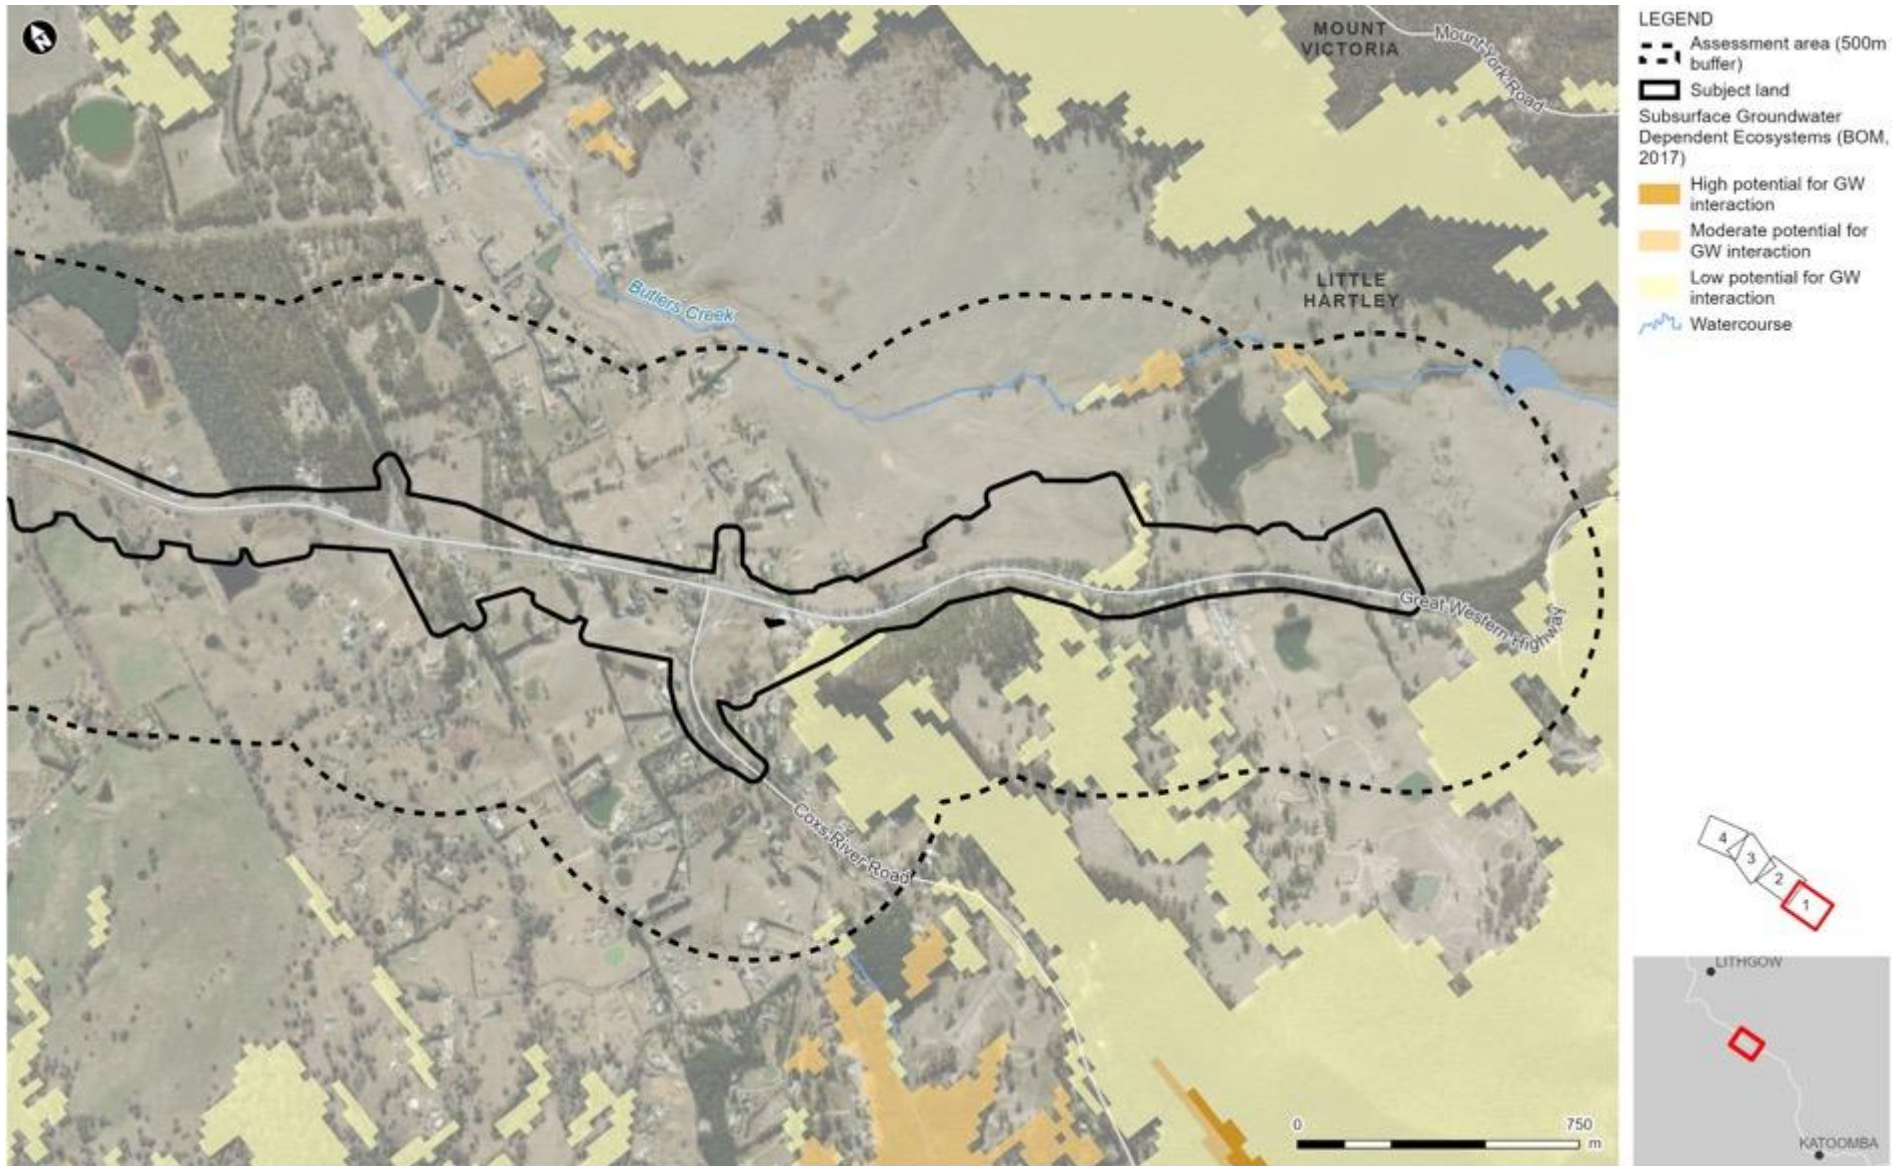 MOUNT
VICTORIA
Mount-York-Road
LITTLE
HARTLEY
Butlers Creek
Great-Western-Highway
Coxs-River-Road
0
750
m
LEGEND
Assessment area (500m
buffer)
Subject land
Subsurface Groundwater
Dependent Ecosystems (BOM,
2017)
High potential for GW
interaction
Moderate potential for
GW interaction
Low potential for GW
interaction
Watercourse
4
3
2
1
LITHGOW
KATOOMBA